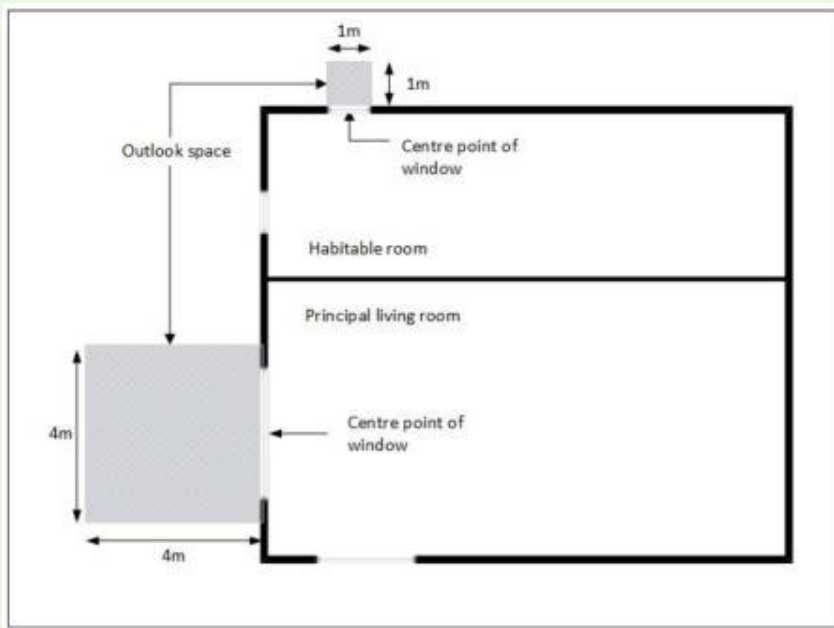 1m
1m
Outlook space
Centre point of
window
Habitable room
Principal living room
4m
Centre point of
window
4m